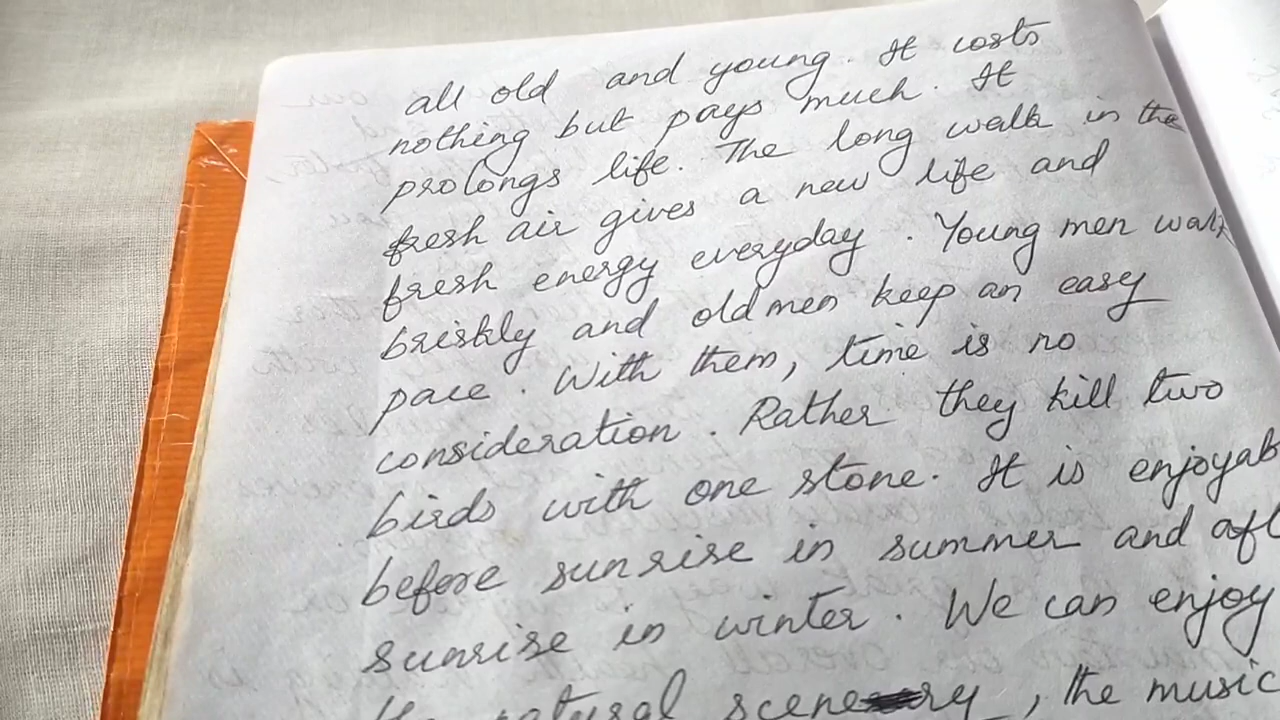 all old and young. It costs
nothing but pays much. It
prolongs life. The long walk in the
fresh air gives a new life and
fresh energy everyday. Young men walk
briskly and old men keep an easy
pace. With them, time is no
consideration. Rather they kill two
birds with one stone. It is enjoyab
before sunrise in summer and aft
sunrise in winter. We can enjoy
the natural scenery, the music